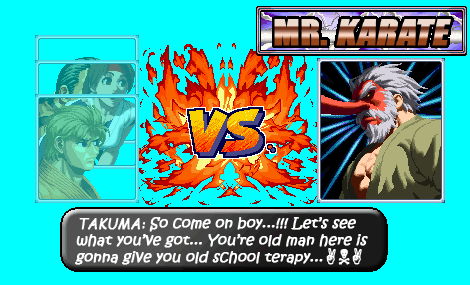 MR. KARATE
VS
TAKUMA: So come on boy...!!! Let's see
what you've got... You're old man here is
gonna give you old school terapy...✌☠✌